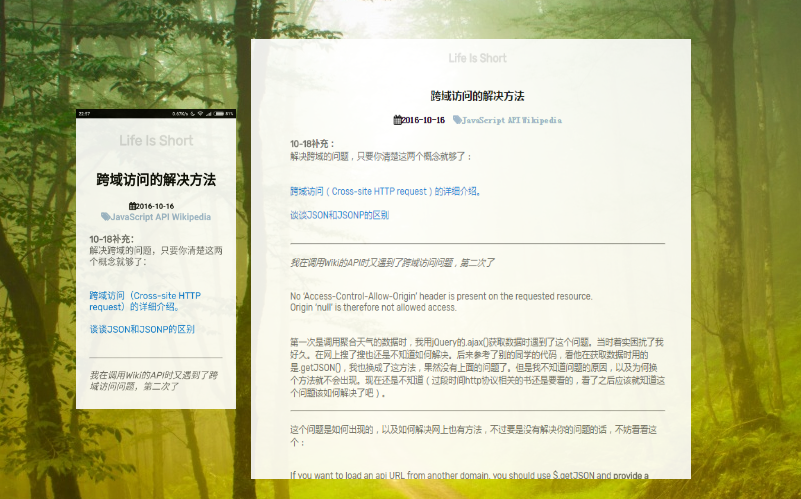 22:57
0.67K/s
81%
Life Is Short
跨域访问的解决方法
2016-10-16
JavaScript API Wikipedia
10-18补充：
解决跨域的问题，只要你清楚这两
个概念就够了：
跨域访问（Cross-site HTTP
request）的详细介绍。
谈谈JSON和JSONP的区别
我在调用Wiki的API时又遇到了跨
域访问问题，第二次了
Life Is Short
跨域访问的解决方法
2016-10-16 JavaScript API Wikipedia
10-18补充：
解决跨域的问题，只要你清楚这两个概念就够了：
跨域访问（Cross-site HTTP request）的详细介绍。
谈谈JSON和JSONP的区别
我在调用Wiki的API时又遇到了跨域访问问题，第二次了
No 'Access-Control-Allow-Origin' header is present on the requested resource.
Origin 'null' is therefore not allowed access.
第一次是调用聚合天气的数据时，我用jQuery的.ajax()获取数据时遇到了这个问题。当时着实困扰了我
好久。在网上搜了搜也还是不知道如何解决。后来参考了别的同学的代码，看他在获取数据时用的
是.getJSON()，我也换成了这方法，果然没有上面的问题了。但是我不知道问题的原因，以及为何换
个方法就不会出现。现在还是不知道（过段时间http协议相关的书还是要看的，看了之后应该就知道这
个问题该如何解决了吧）。
这个问题是如何出现的，以及如何解决网上也有方法，不过要是没有解决你的问题的话，不妨看看这
个：
If you want to load an api URL from another domain, you should use $.getJSON and provide a